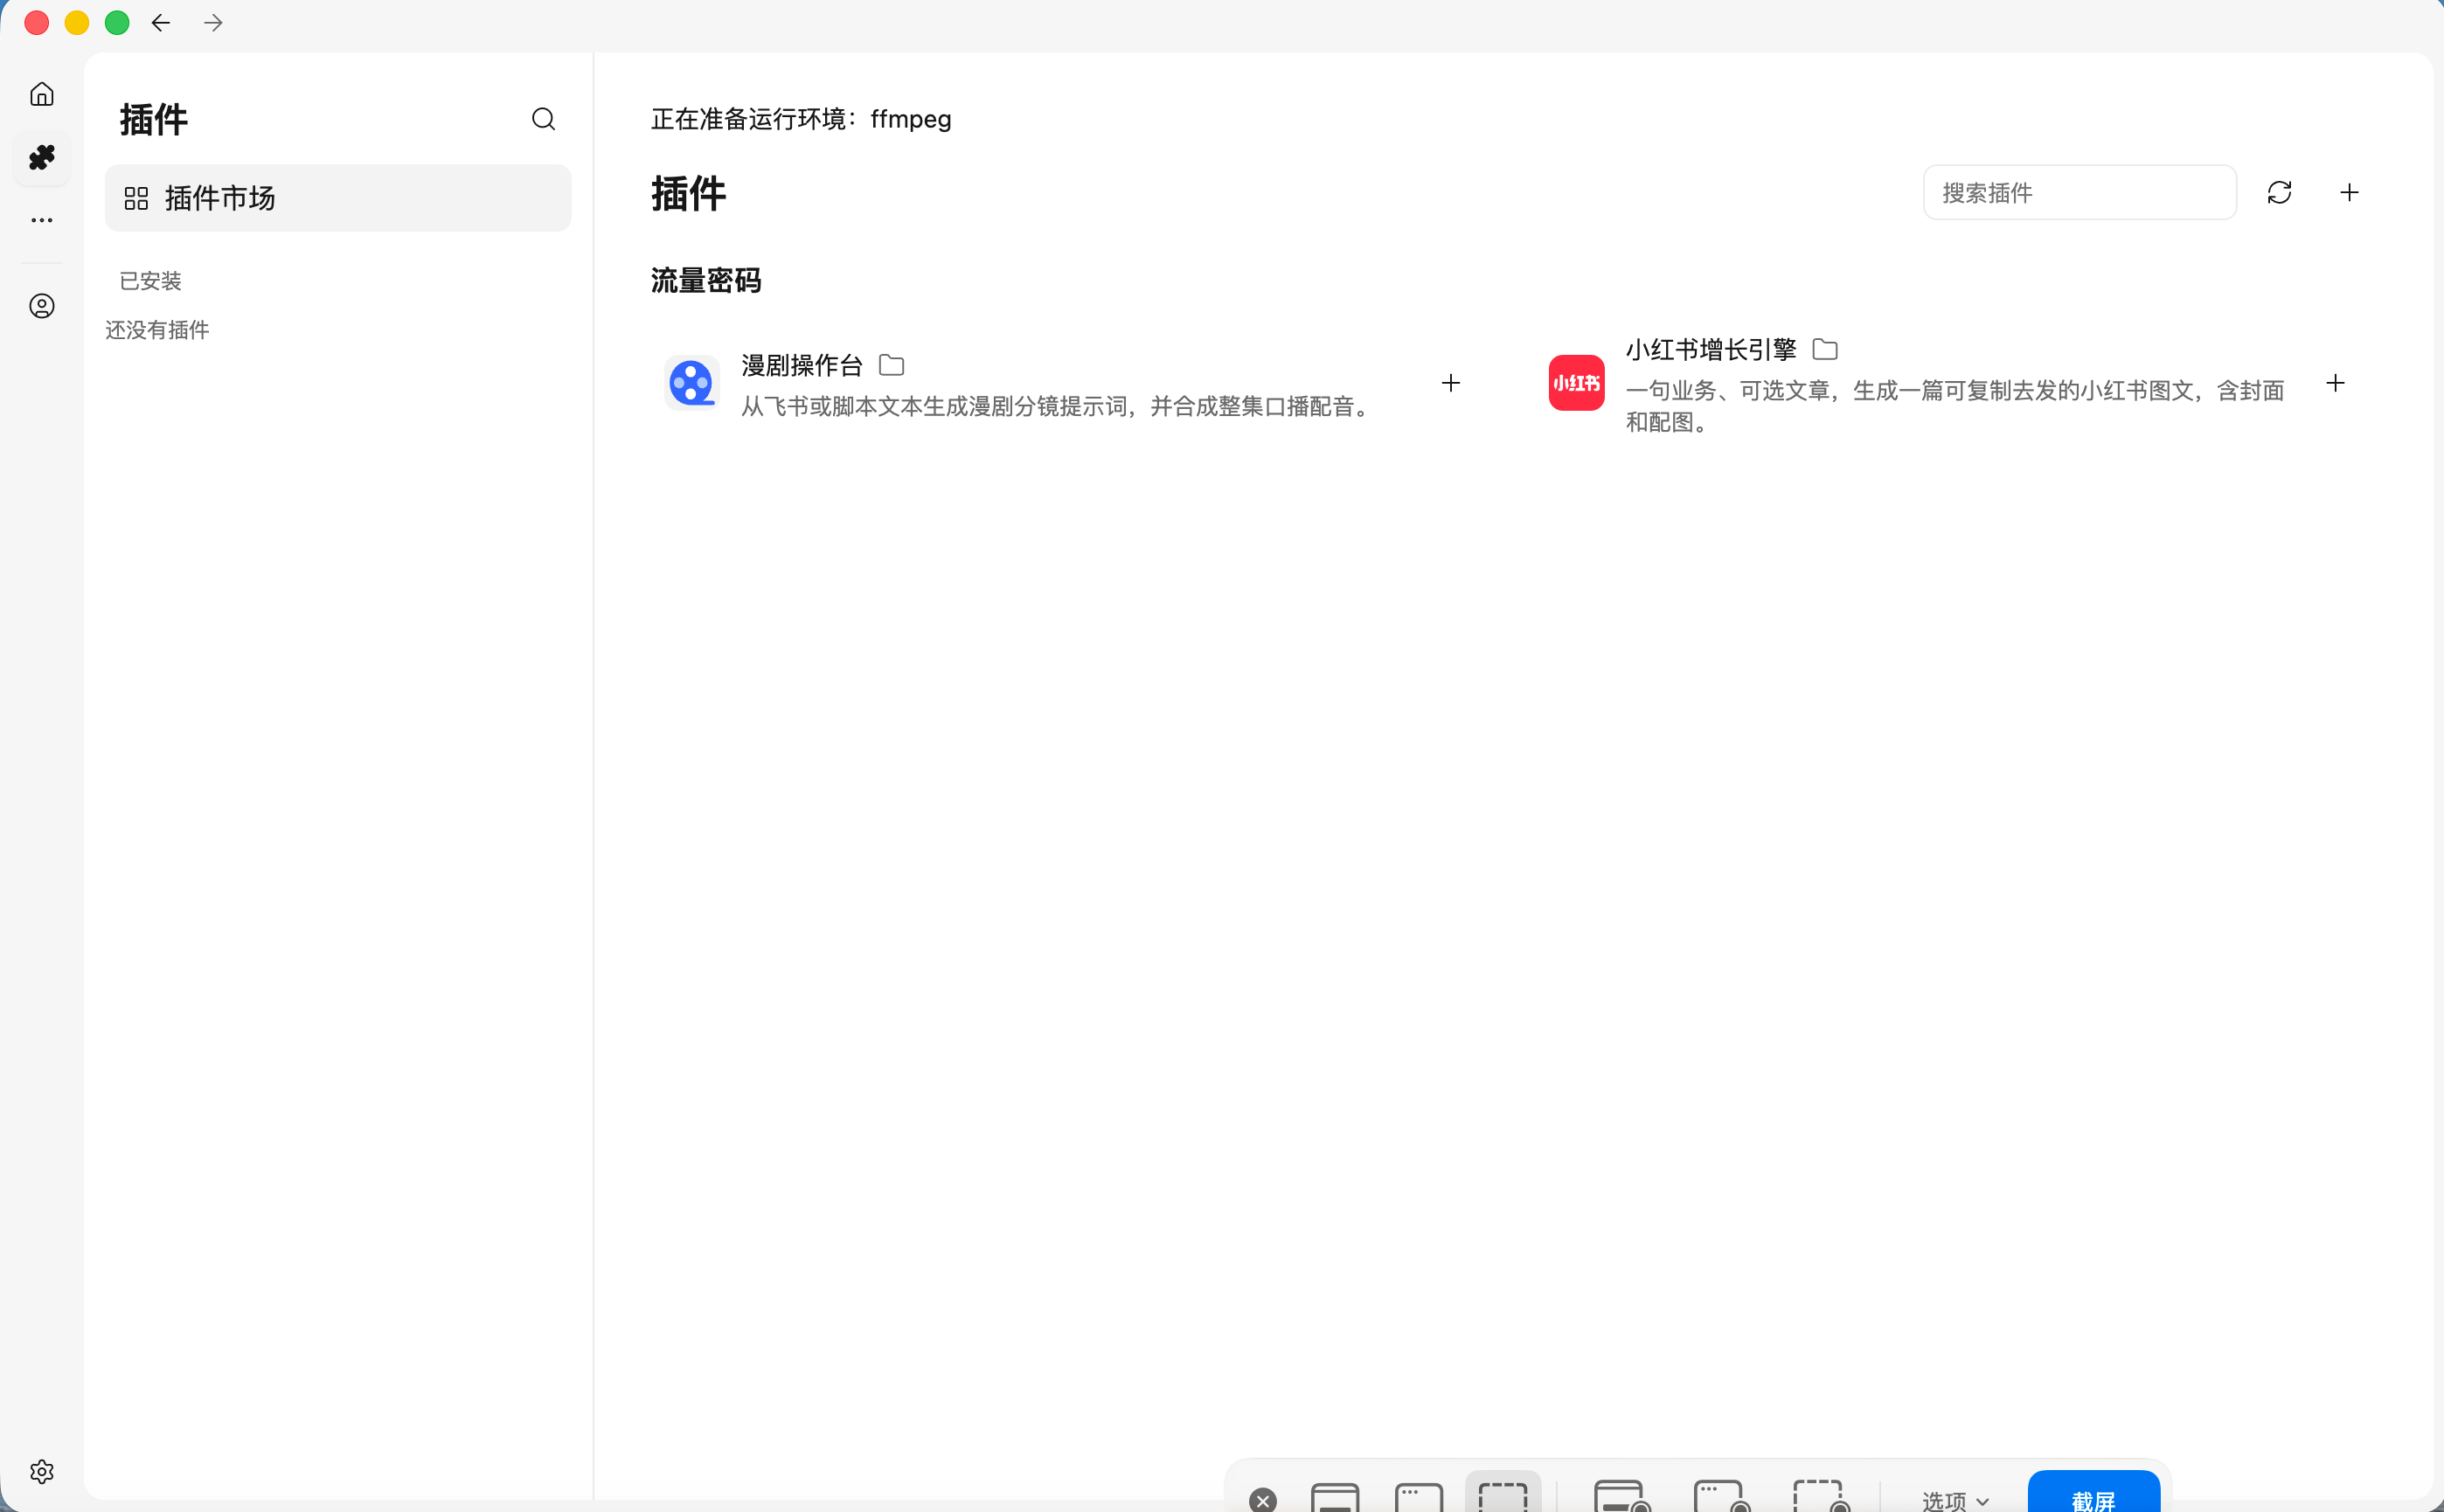 插件
插件市场
已安装
还没有插件
正在准备运行环境：ffmpeg
插件
搜索插件
流量密码
漫剧操作台
从飞书或脚本文本生成漫剧分镜提示词，并合成整集口播配音。
小红书
小红书增长引擎
一句业务、可选文章，生成一篇可复制去发的小红书图文，含封面
和配图。
选项
截屏